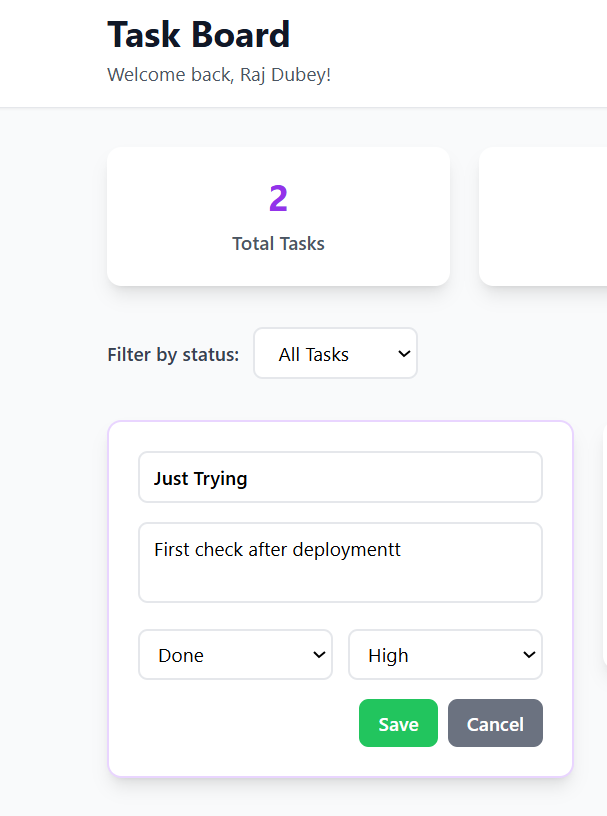 Task Board
Welcome back, Raj Dubey!
2
Total Tasks
Filter by status:
All Tasks
Just Trying
First check after deploymentt
Done
High
Save
Cancel